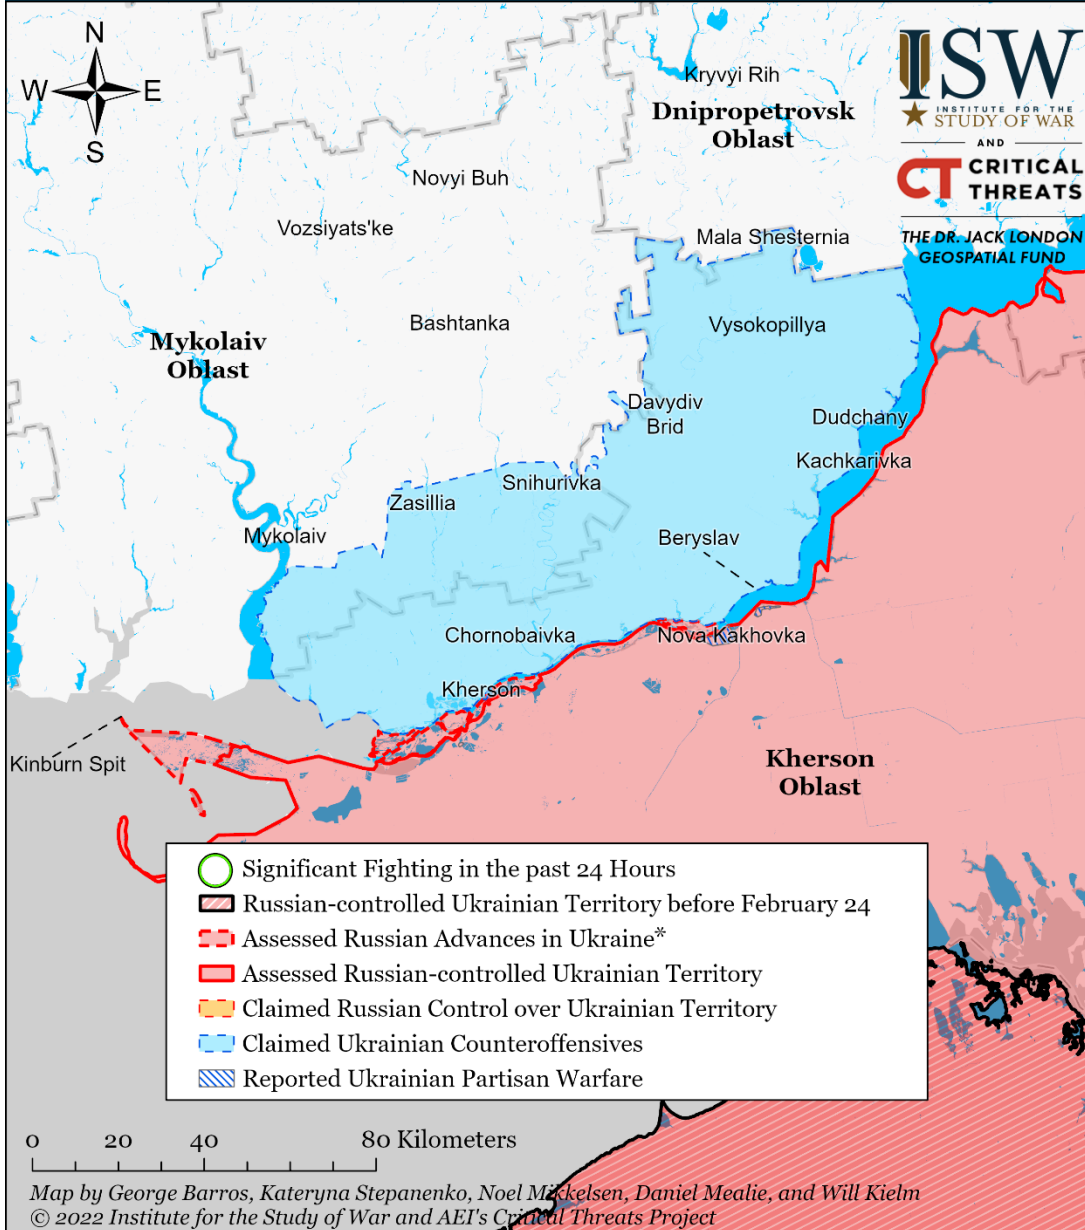 N
W E
S
ISW
INSTITUTE FOR THE
STUDY OF WAR
AND
CT CRITICAL
THREATS
THE DR. JACK LONDON
GEOSPATIAL FUND
Kryvyi Rih
Dnipropetrovsk
Oblast
Novyi Buh
Vozsiyats'ke
Mala Shesternia
Bashtanka
Vysokopillya
Mykolaiv
Oblast
Davydiv
Brid
Dudchany
Kachkarivka
Snihurivka
Zasillia
Mykolaiv
Beryslav
Chornobaivka
Nova Kakhovka
Kherson
Kinburn Spit
Kherson
Oblast
Significant Fighting in the past 24 Hours
Russian-controlled Ukrainian Territory before February 24
Assessed Russian Advances in Ukraine*
Assessed Russian-controlled Ukrainian Territory
Claimed Russian Control over Ukrainian Territory
Claimed Ukrainian Counteroffensives
Reported Ukrainian Partisan Warfare
0 20 40 80 Kilometers
Map by George Barros, Kateryna Stepanenko, Noel Mikkelsen, Daniel Mealie, and Will Kielm
© 2022 Institute for the Study of War and AEI's Critical Threats Project